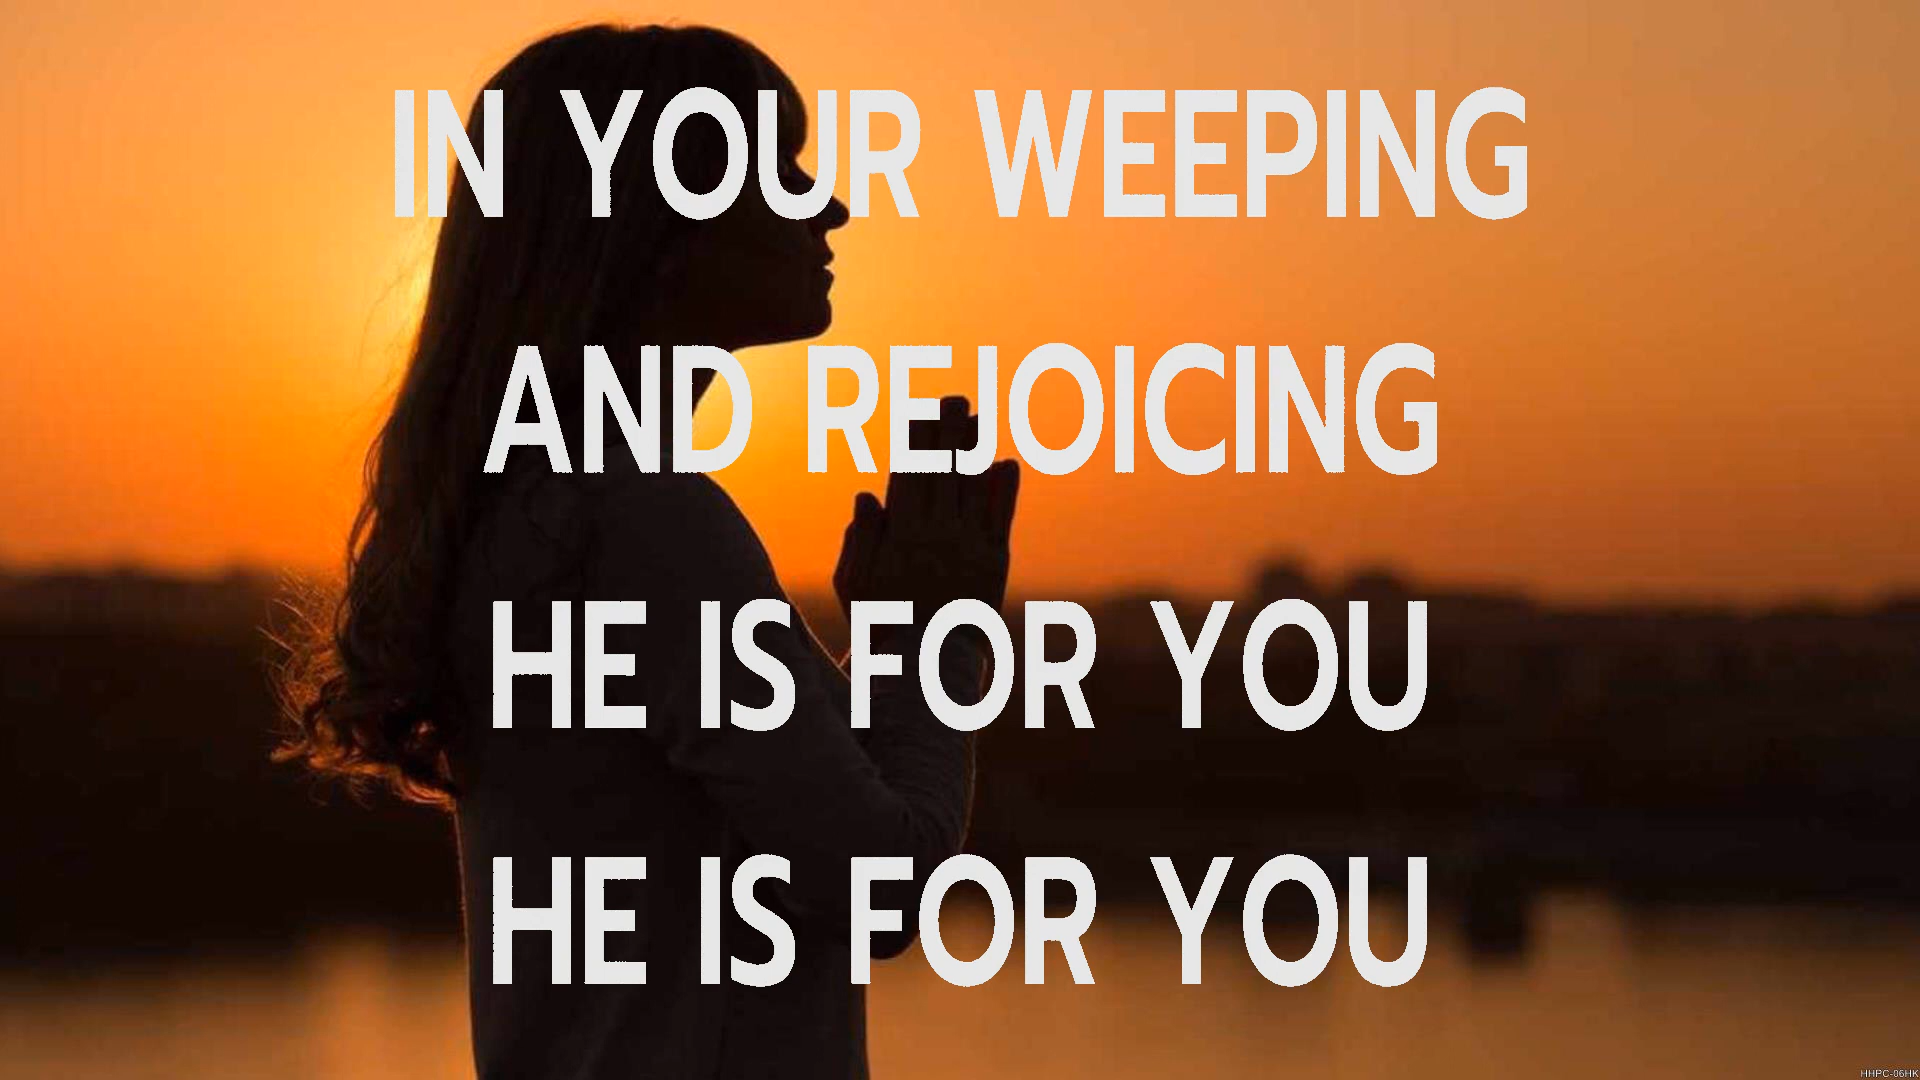 IN YOUR WEEPING
AND REJOICING
HE IS FOR YOU
HE IS FOR YOU
HHPC-06HK